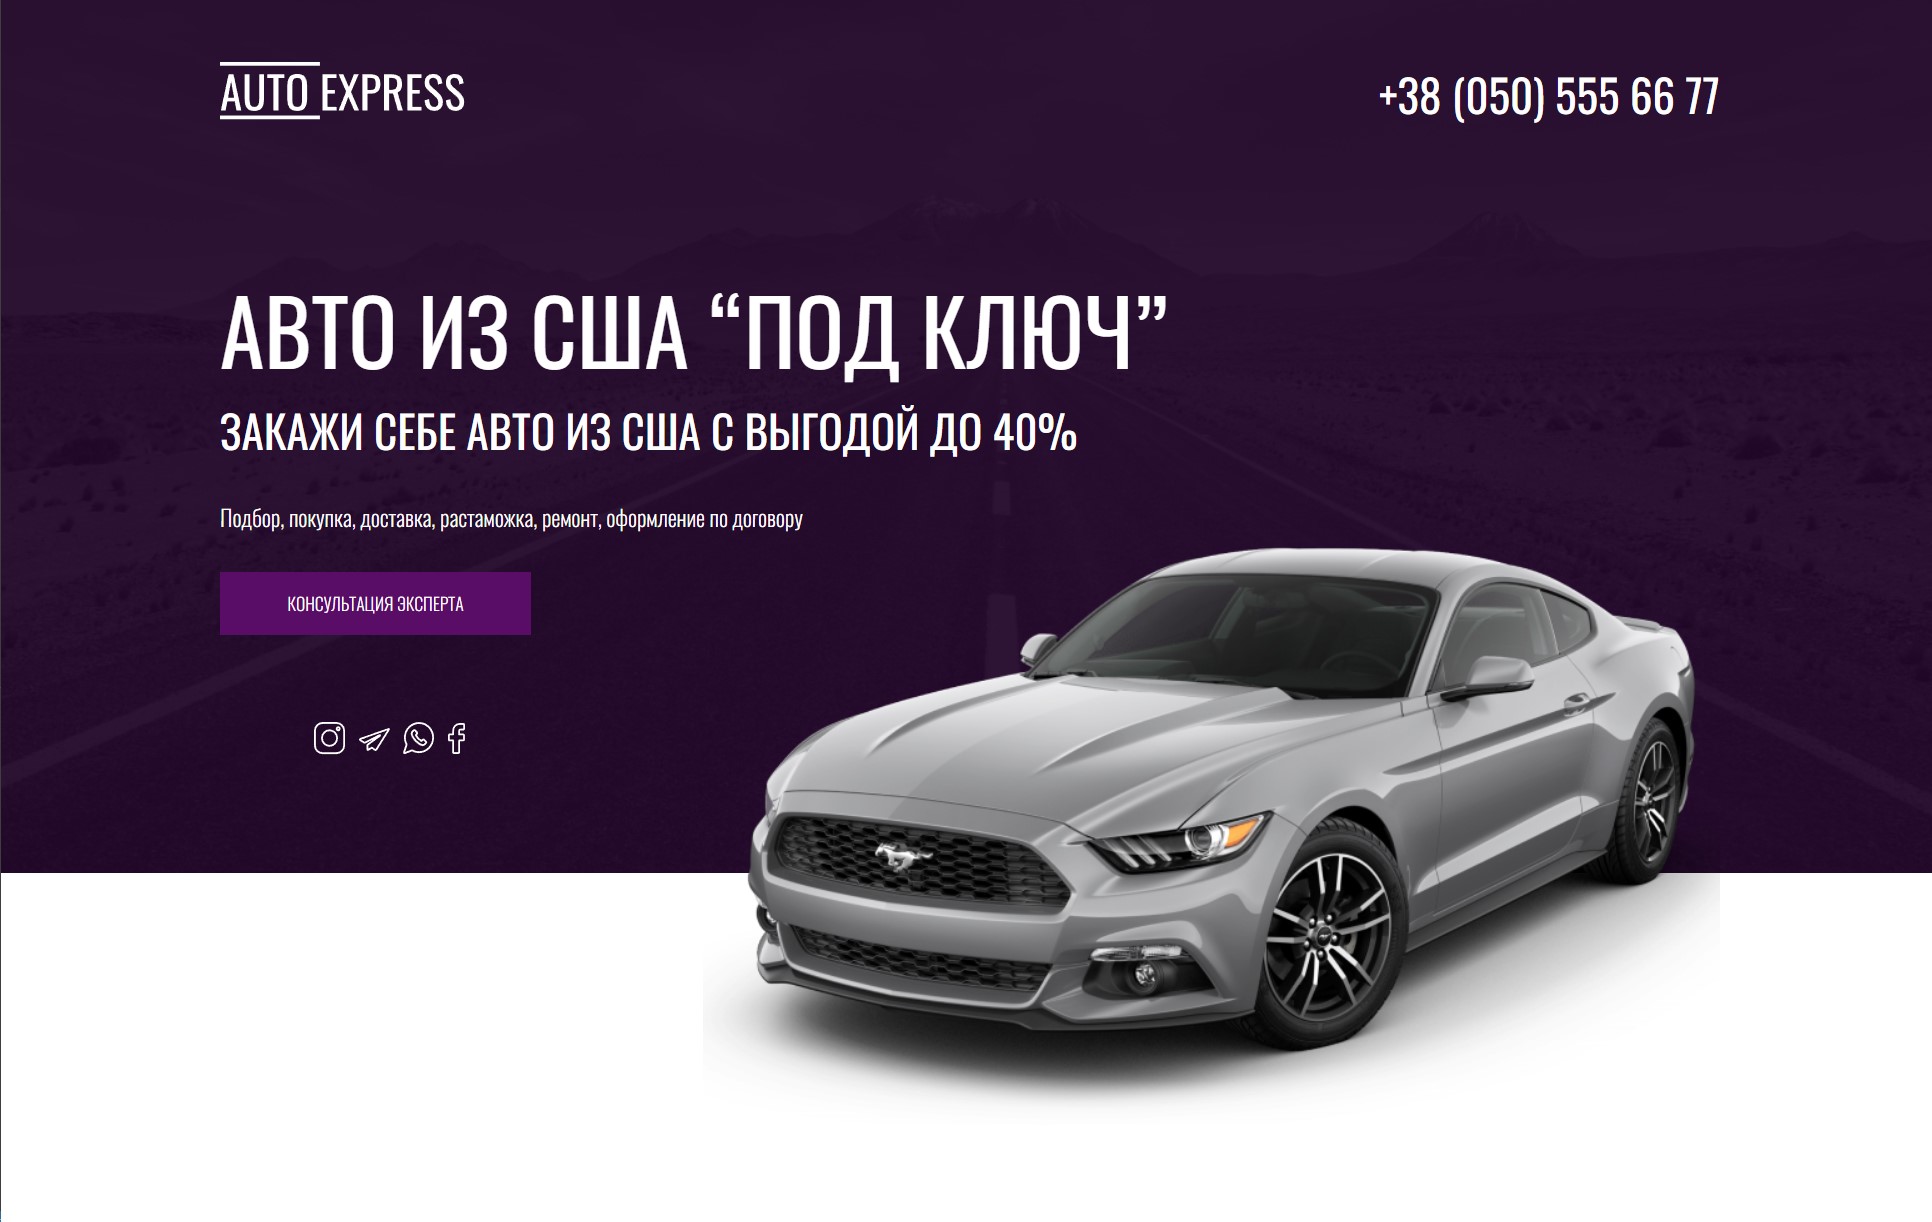 AUTO EXPRESS
+38 (050) 555 66 77
АВТО ИЗ США “ПОД КЛЮЧ”
ЗАКАЖИ СЕБЕ АВТО ИЗ США С ВЫГОДОЙ ДО 40%
Подбор, покупка, доставка, растаможка, ремонт, оформление по договору
КОНСУЛЬТАЦИЯ ЭКСПЕРТА